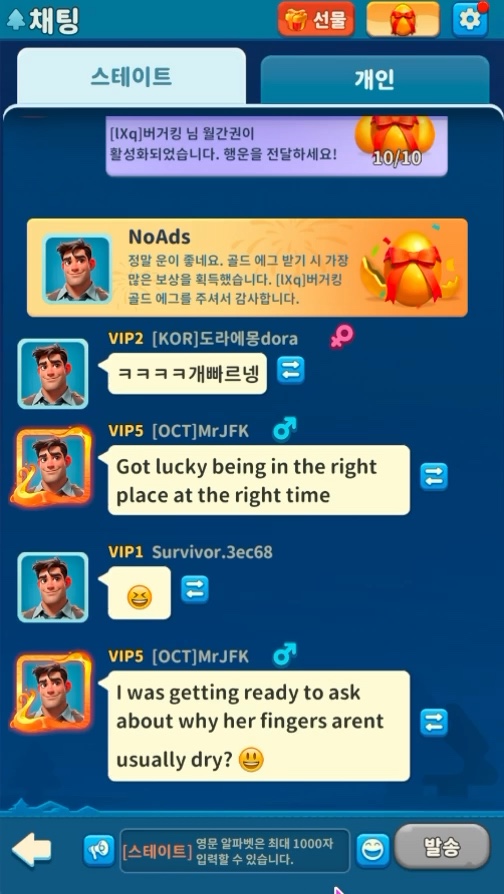 채팅
선물
스테이트
개인
[lXq]버거킹 님 월간권이
활성화되었습니다. 행운을 전달하세요!
10/10
NoAds
정말 운이 좋네요. 골드 에그 받기 시 가장
많은 보상을 획득했습니다. [lXq]버거킹
골드 에그를 주셔서 감사합니다.
VIP2 [KOR]도라에몽dora
ㅋㅋㅋㅋ개빠르넹
VIP5 [OCT]MrJFK
Got lucky being in the right
place at the right time
VIP1 Survivor.3ec68
😆
VIP5 [OCT]MrJFK
I was getting ready to ask
about why her fingers arent
usually dry? 😃
[스테이트] 영문 알파벳은 최대 1000자
입력할 수 있습니다.
발송